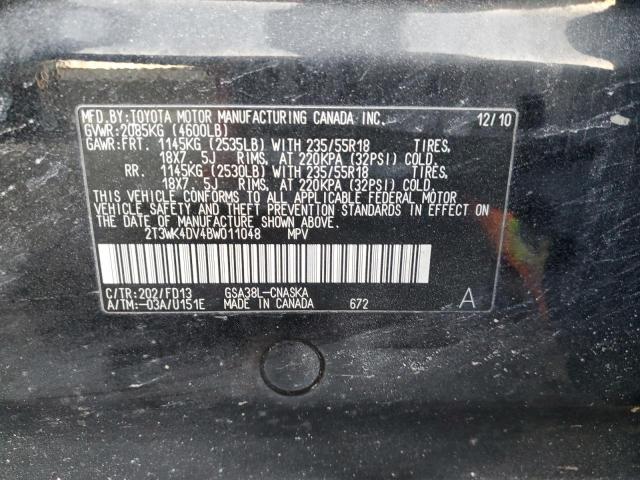 MFD.BY:TOYOTA MOTOR MANUFACTURING CANADA INC. 12/10
GVWR:2085KG (4600LB)
GAWR:FRT. 1145KG (2535LB) WITH 235/55R18 TIRES,
18X7. 5J RIMS, AT 220KPA (32PSI) COLD.
RR. 1145KG (2530LB) WITH 235/55R18 TIRES,
18X7. 5J RIMS, AT 220KPA (32PSI) COLD.
THIS VEHICLE CONFORMS TO ALL APPLICABLE FEDERAL MOTOR
VEHICLE SAFETY AND THEFT PREVENTION STANDARDS IN EFFECT ON
THE DATE OF MANUFACTURE SHOWN ABOVE.
2T3WK4DV4BW011048 MPV
C/TR:202/FD13 GSA38L-CNASKA
A/TM:-03A/U151E MADE IN CANADA 672 A